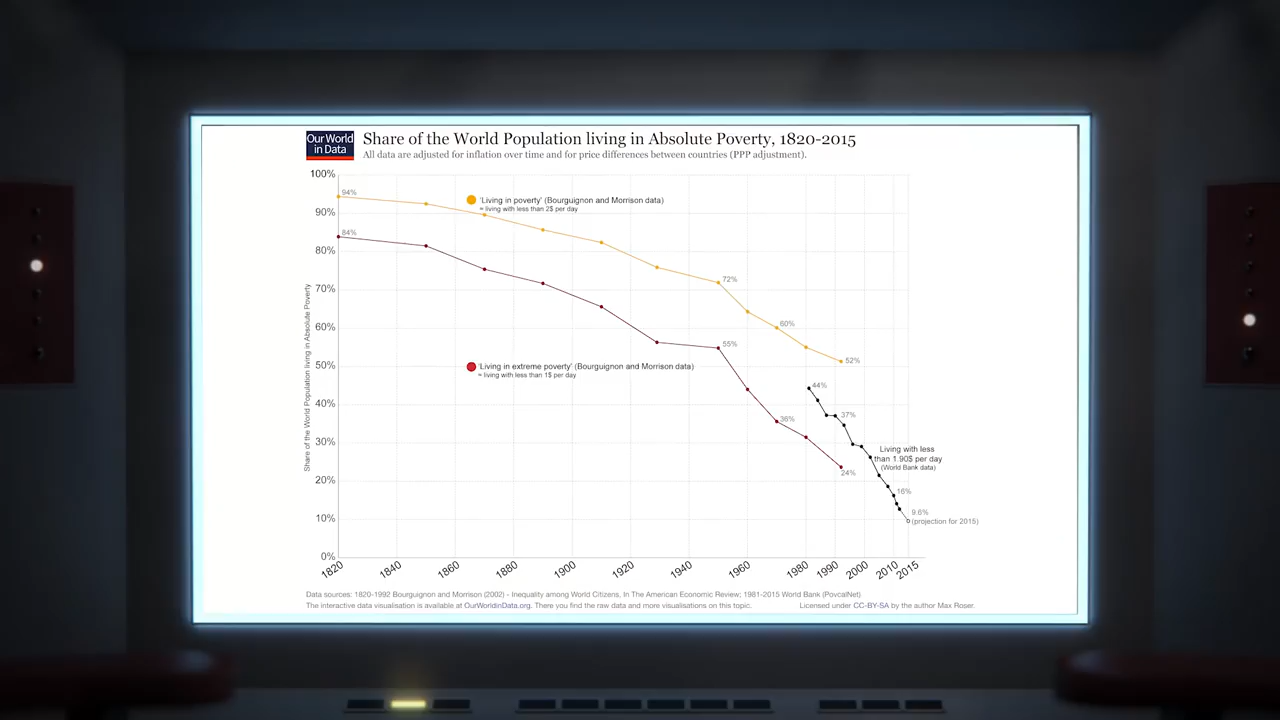 Our World
in Data
Share of the World Population living in Absolute Poverty, 1820-2015
All data are adjusted for inflation over time and for price differences between countries (PPP adjustment).
Share of the World Population living in Absolute Poverty
100%
90%
80%
70%
60%
50%
40%
30%
20%
10%
0%
94%
84%
'Living in poverty' (Bourguignon and Morrison data)
= living with less than 2$ per day
72%
60%
52%
55%
'Living in extreme poverty' (Bourguignon and Morrison data)
= living with less than 1$ per day
36%
24%
44%
37%
Living with less
than 1.90$ per day
(World Bank data)
16%
9.6%
(projection for 2015)
1820
1840
1860
1880
1900
1920
1940
1960
1980
1990
2000
2010
2015
Data sources: 1820-1992 Bourguignon and Morrison (2002) - Inequality among World Citizens, In The American Economic Review; 1981-2015 World Bank (PovcalNet)
The interactive data visualisation is available at OurWorldinData.org. There you find the raw data and more visualisations on this topic. Licensed under CC-BY-SA by the author Max Roser.